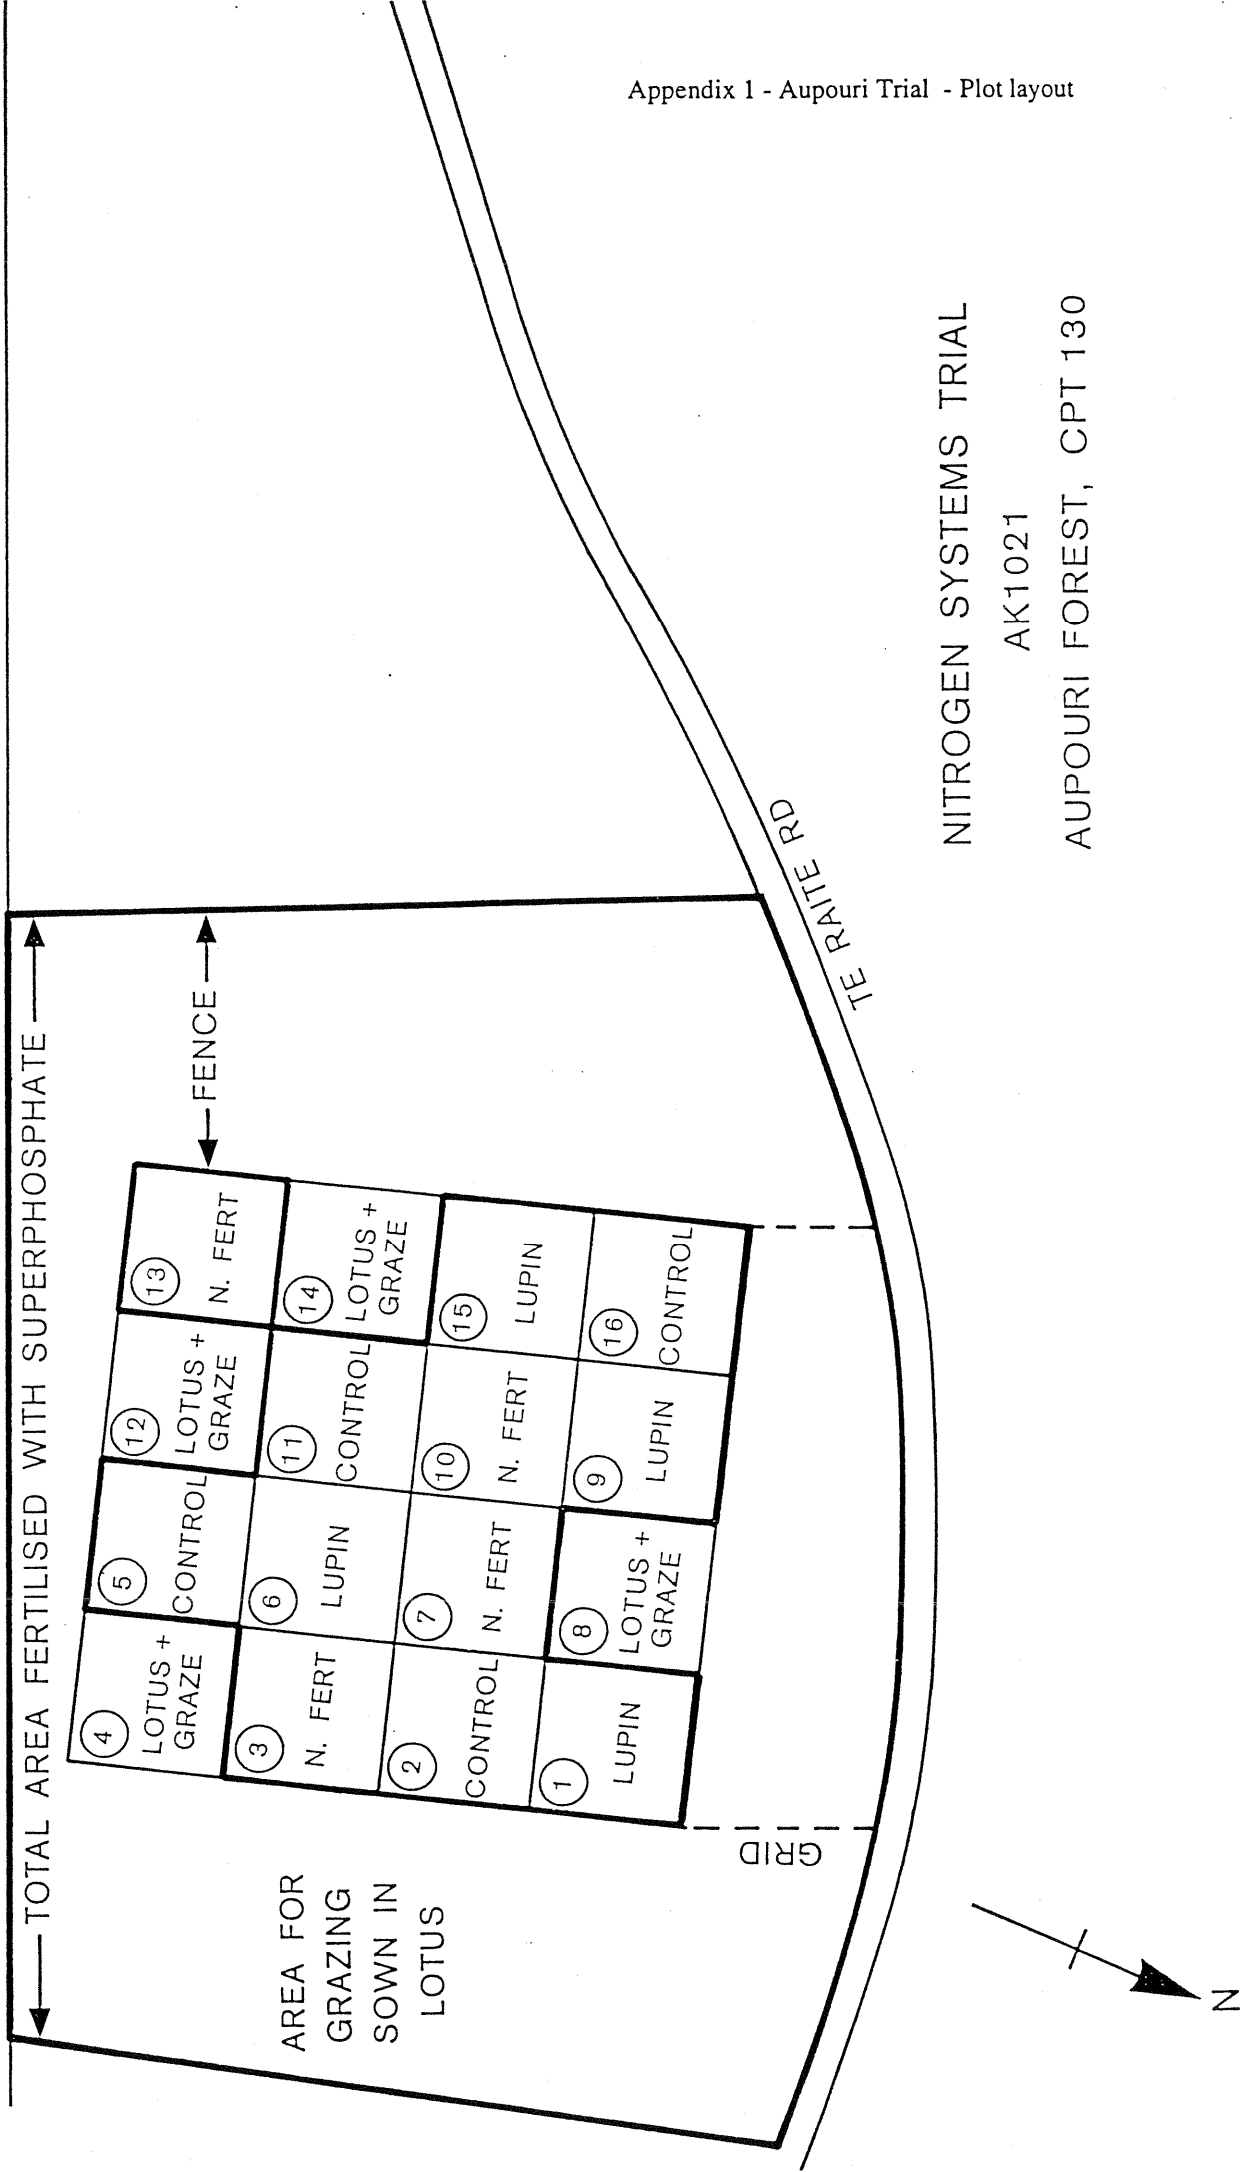 Appendix 1 - Aupouri Trial - Plot layout
TOTAL AREA FERTILISED WITH SUPERPHOSPHATE
FENCE
4
LOTUS +
GRAZE
5
CONTROL
12
LOTUS +
GRAZE
13
N. FERT
3
N. FERT
6
LUPIN
11
CONTROL
14
LOTUS +
GRAZE
2
CONTROL
7
N. FERT
10
N. FERT
15
LUPIN
1
LUPIN
8
LOTUS +
GRAZE
9
LUPIN
16
CONTROL
AREA FOR
GRAZING
SOWN IN
LOTUS
GRID
TE RAITE RD
NITROGEN SYSTEMS TRIAL
AK1021
AUPOURI FOREST, CPT 130
N